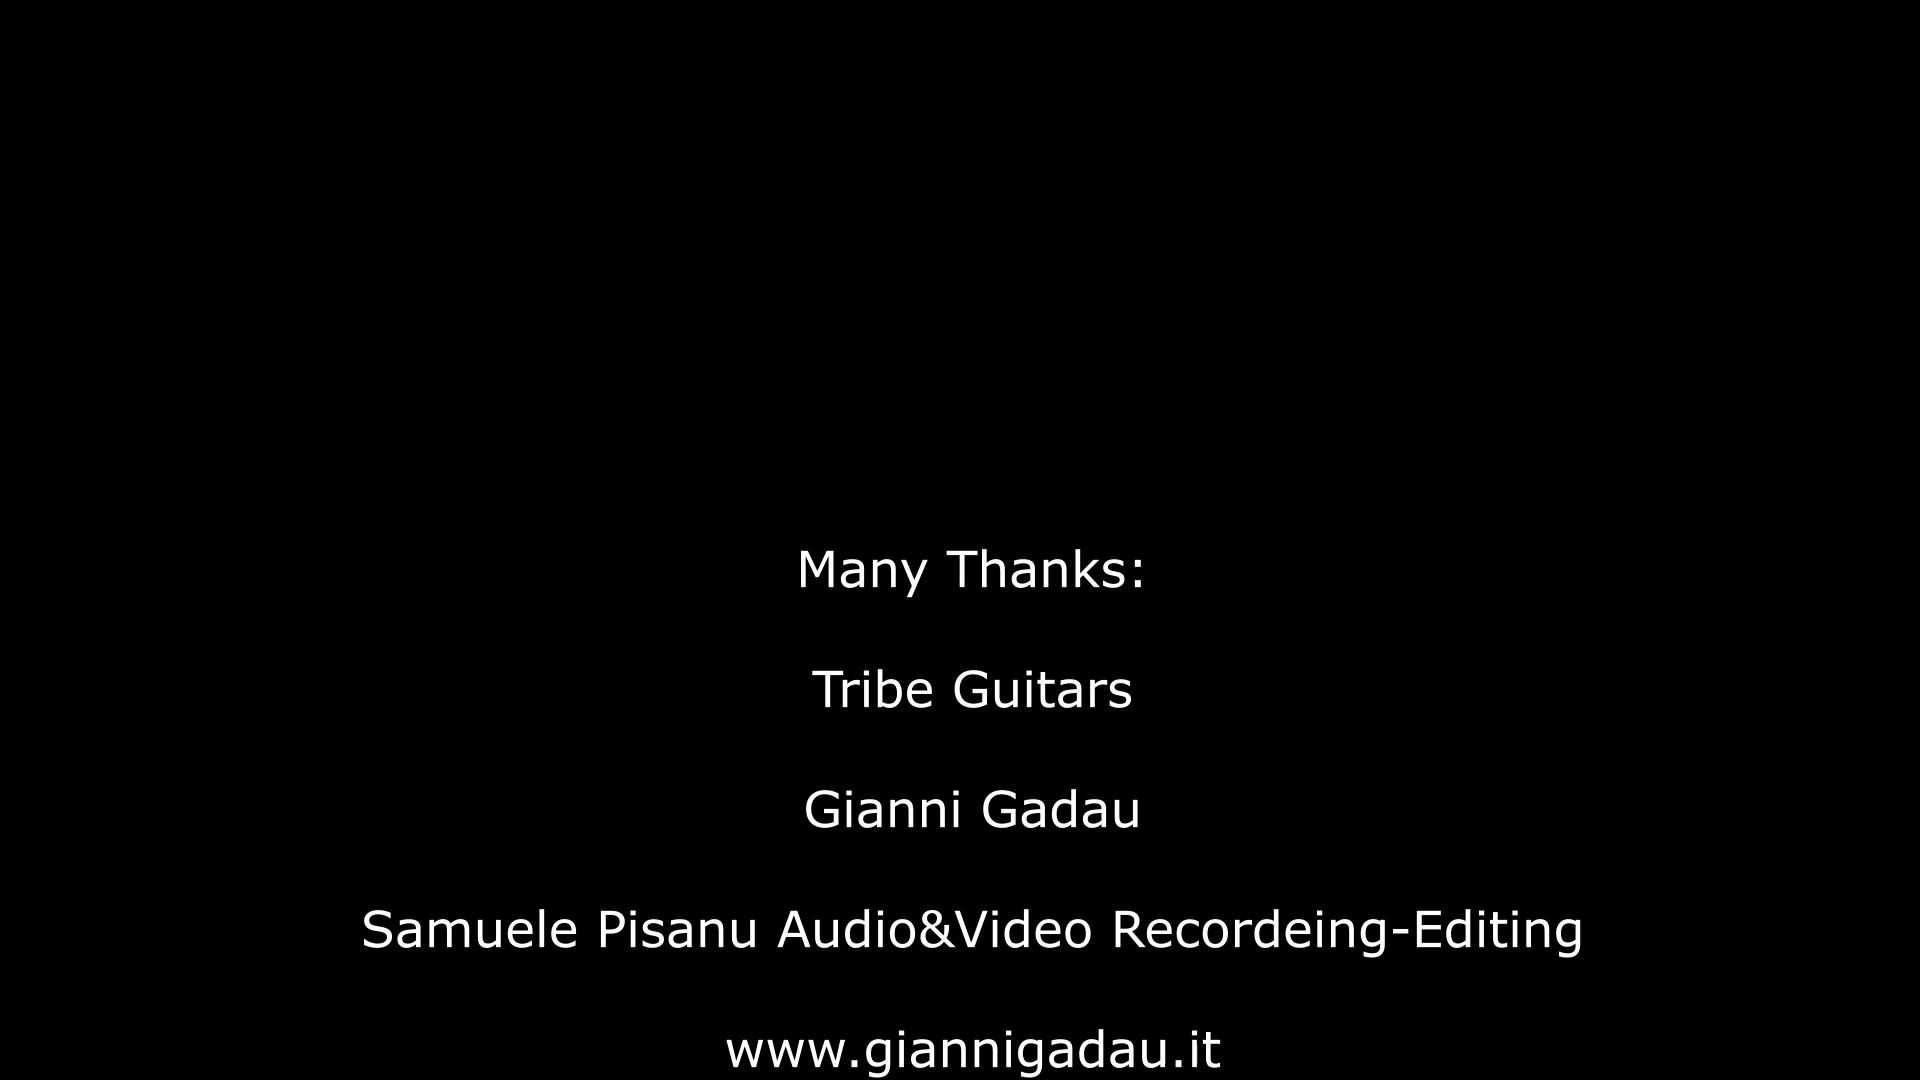 Many Thanks:
Tribe Guitars
Gianni Gadau
Samuele Pisanu Audio&Video Recordeing-Editing
www.giannigadau.it